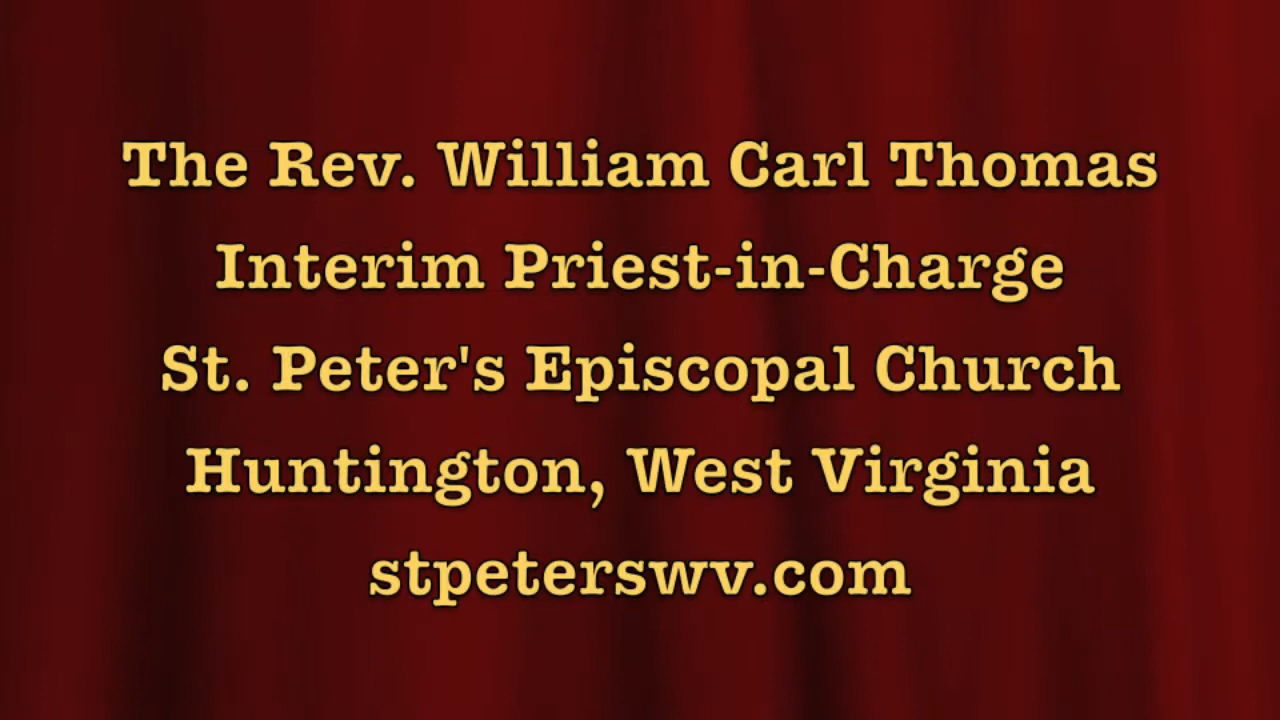 The Rev. William Carl Thomas
Interim Priest-in-Charge
St. Peter's Episcopal Church
Huntington, West Virginia
stpeterswv.com